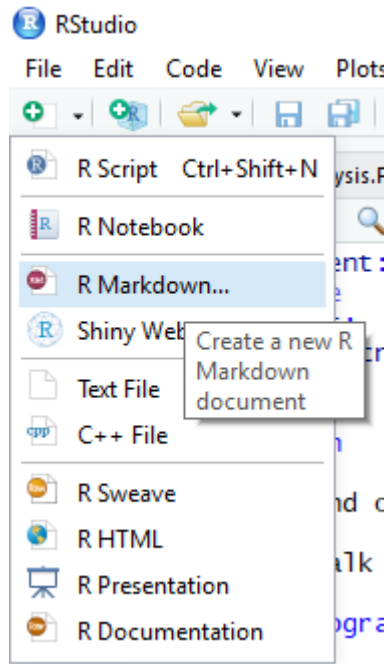 RStudio
File Edit Code View Plots
R Script Ctrl+Shift+N
ysis.R
R Notebook
ent:
R Markdown...
Shiny Web
Create a new R
Markdown
document
Text File
C++ File
R Sweave
nd
R HTML
alk
R Presentation
R Documentation
ogra